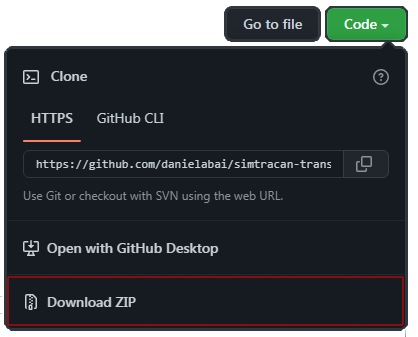 Go to file
Code
Clone
HTTPS
GitHub CLI
https://github.com/danielabai/simtracan-trans
Use Git or checkout with SVN using the web URL.
Open with GitHub Desktop
Download ZIP